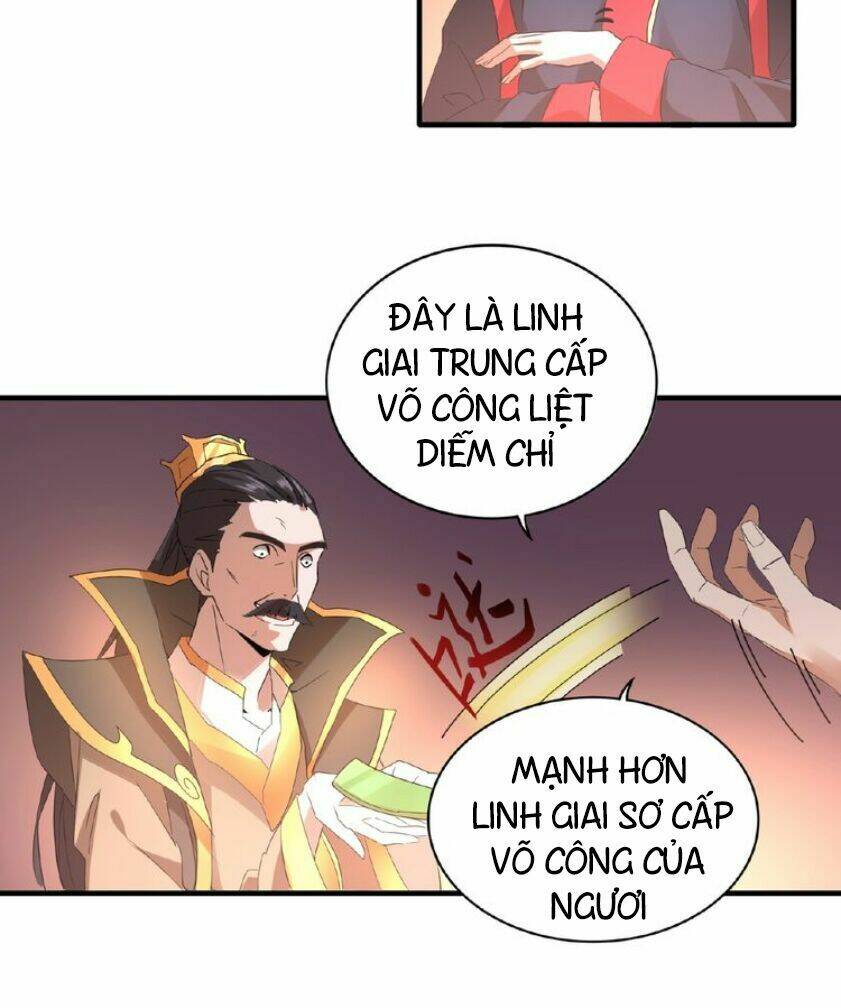 ĐÂY LÀ LINH
GIAI TRUNG CẤP
VÕ CÔNG LIỆT
DIỄM CHỈ
MẠNH HƠN
LINH GIAI SƠ CẤP
VÕ CÔNG CỦA
NGƯƠI